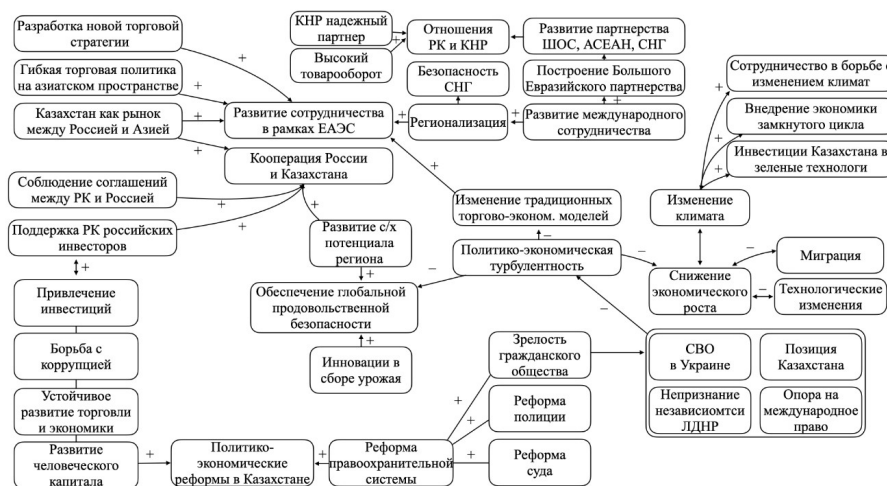 Разработка новой торговой
стратегии
Гибкая торговая политика
на азиатском пространстве
Казахстан как рынок
между Россией и Азией
Соблюдение соглашений
между РК и Россией
Поддержка РК российских
инвесторов
Привлечение
инвестиций
Борьба с
коррупцией
Устойчивое
развитие торговли
и экономики
Развитие
человеческого
капитала
КНР надежный
партнер
Высокий
товарооборот
Развитие сотрудничества
в рамках ЕАЭС
Кооперация России
и Казахстана
Развитие с/х
потенциала
региона
Обеспечение глобальной
продовольственной
безопасности
Инновации в
сборе урожая
Политико-
экономические
реформы в Казахстане
Реформа
правоохранительной
системы
Отношения
РК и КНР
Безопасность
СНГ
Регионализация
Развитие партнерства
ШОС, АСЕАН, СНГ
Построение Большого
Евразийского партнерства
Развитие международного
сотрудничества
Изменение традиционных
торгово-эконом. моделей
Политико-экономическая
турбулентность
Зрелость
гражданского
общества
Реформа
полиции
Реформа
суда
Сотрудничество в борьбе с
изменением климат
Внедрение экономики
замкнутого цикла
Инвестиции Казахстана в
зеленые технологи
Изменение
климата
Снижение
экономического
роста
Миграция
Технологические
изменения
СВО
в Украине
Позиция
Казахстана
Непризнание
независиомтси
ЛДНР
Опора на
международное
право